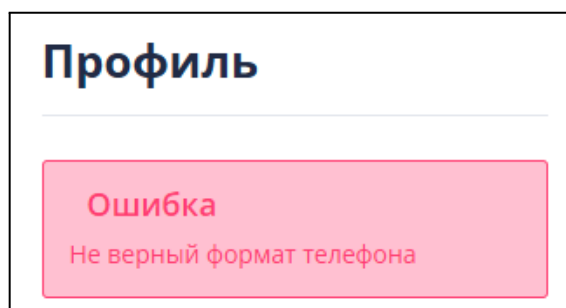 Профиль
Ошибка
Не верный формат телефона